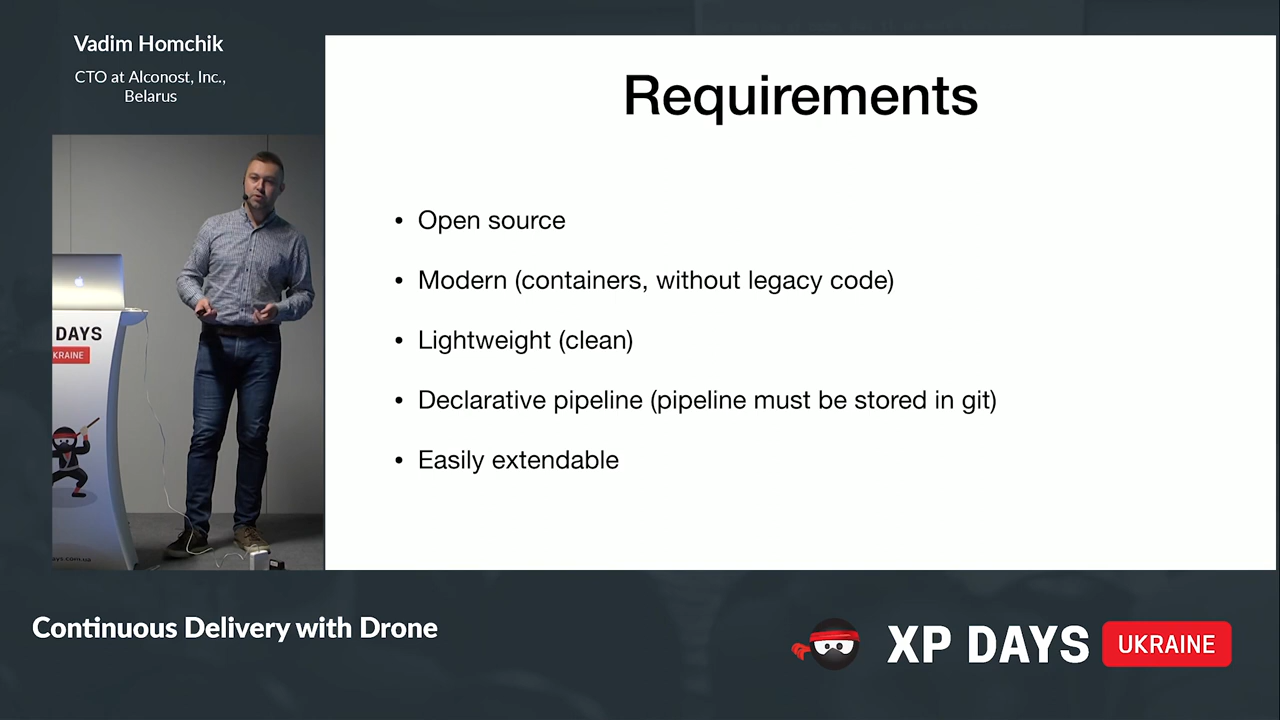 Vadim Homchik
CTO at Alconost, Inc.,
Belarus
Requirements
• Open source
• Modern (containers, without legacy code)
• Lightweight (clean)
• Declarative pipeline (pipeline must be stored in git)
• Easily extendable
DAYS
KRAINE
Continuous Delivery with Drone
XP DAYS
UKRAINE